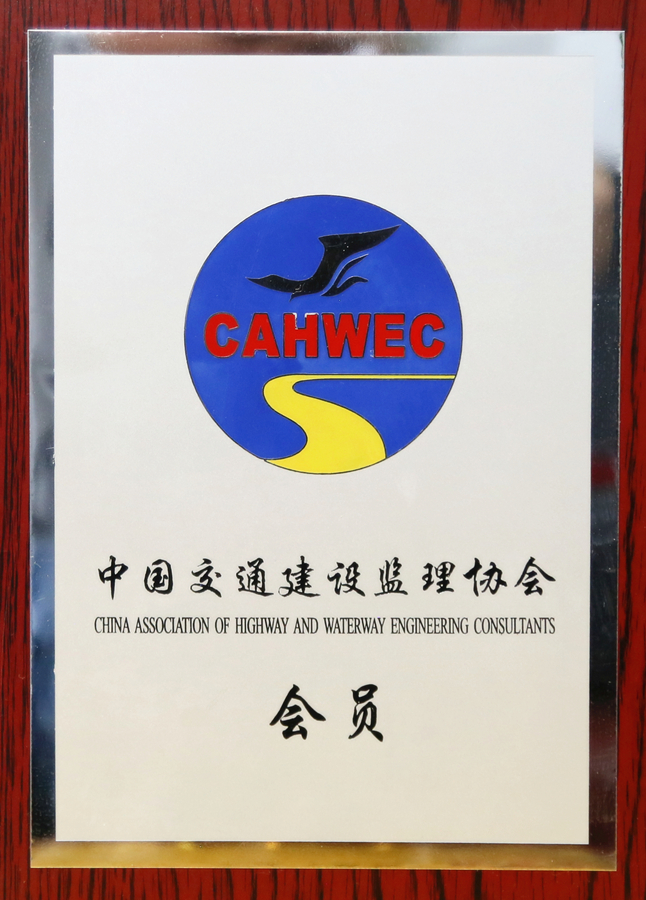 CAHWEC
中国交通建设监理协会
CHINA ASSOCIATION OF HIGHWAY AND WATERWAY ENGINEERING CONSULTANTS
会员